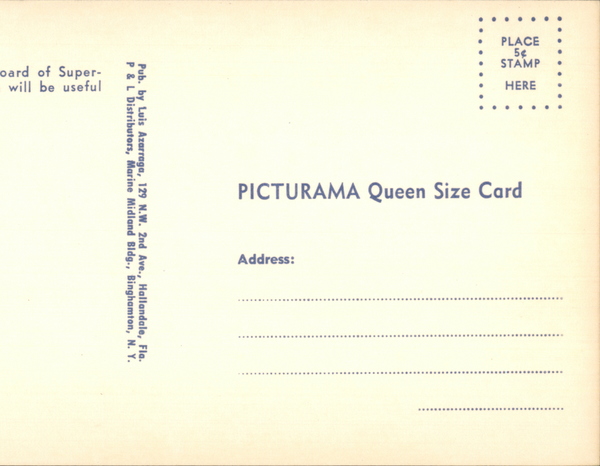 oard of Super-
will be useful
Pub. by Luis Azarraga, 129 N.W. 2nd Ave., Hallandale, Fla.
P & L Distributors, Marine Midland Bldg., Binghamton, N. Y.
PLACE
5¢
STAMP
HERE
PICTURAMA Queen Size Card
Address: